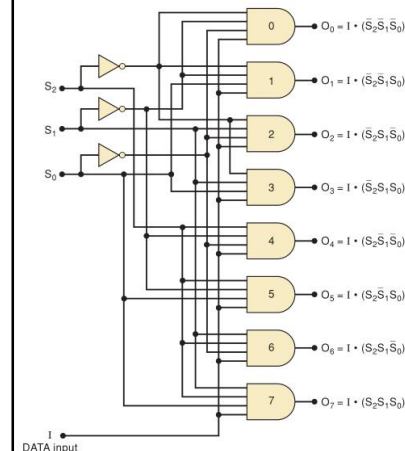 0
O₀ = I • (S̄₂S̄₁S̄₀)
1
O₁ = I • (S̄₂S̄₁S₀)
S₂
2
O₂ = I • (S̄₂S₁S̄₀)
S₁
S₀
3
O₃ = I • (S̄₂S₁S₀)
4
O₄ = I • (S₂S̄₁S̄₀)
5
O₅ = I • (S₂S̄₁S₀)
6
O₆ = I • (S₂S₁S̄₀)
7
O₇ = I • (S₂S₁S₀)
I
DATA input